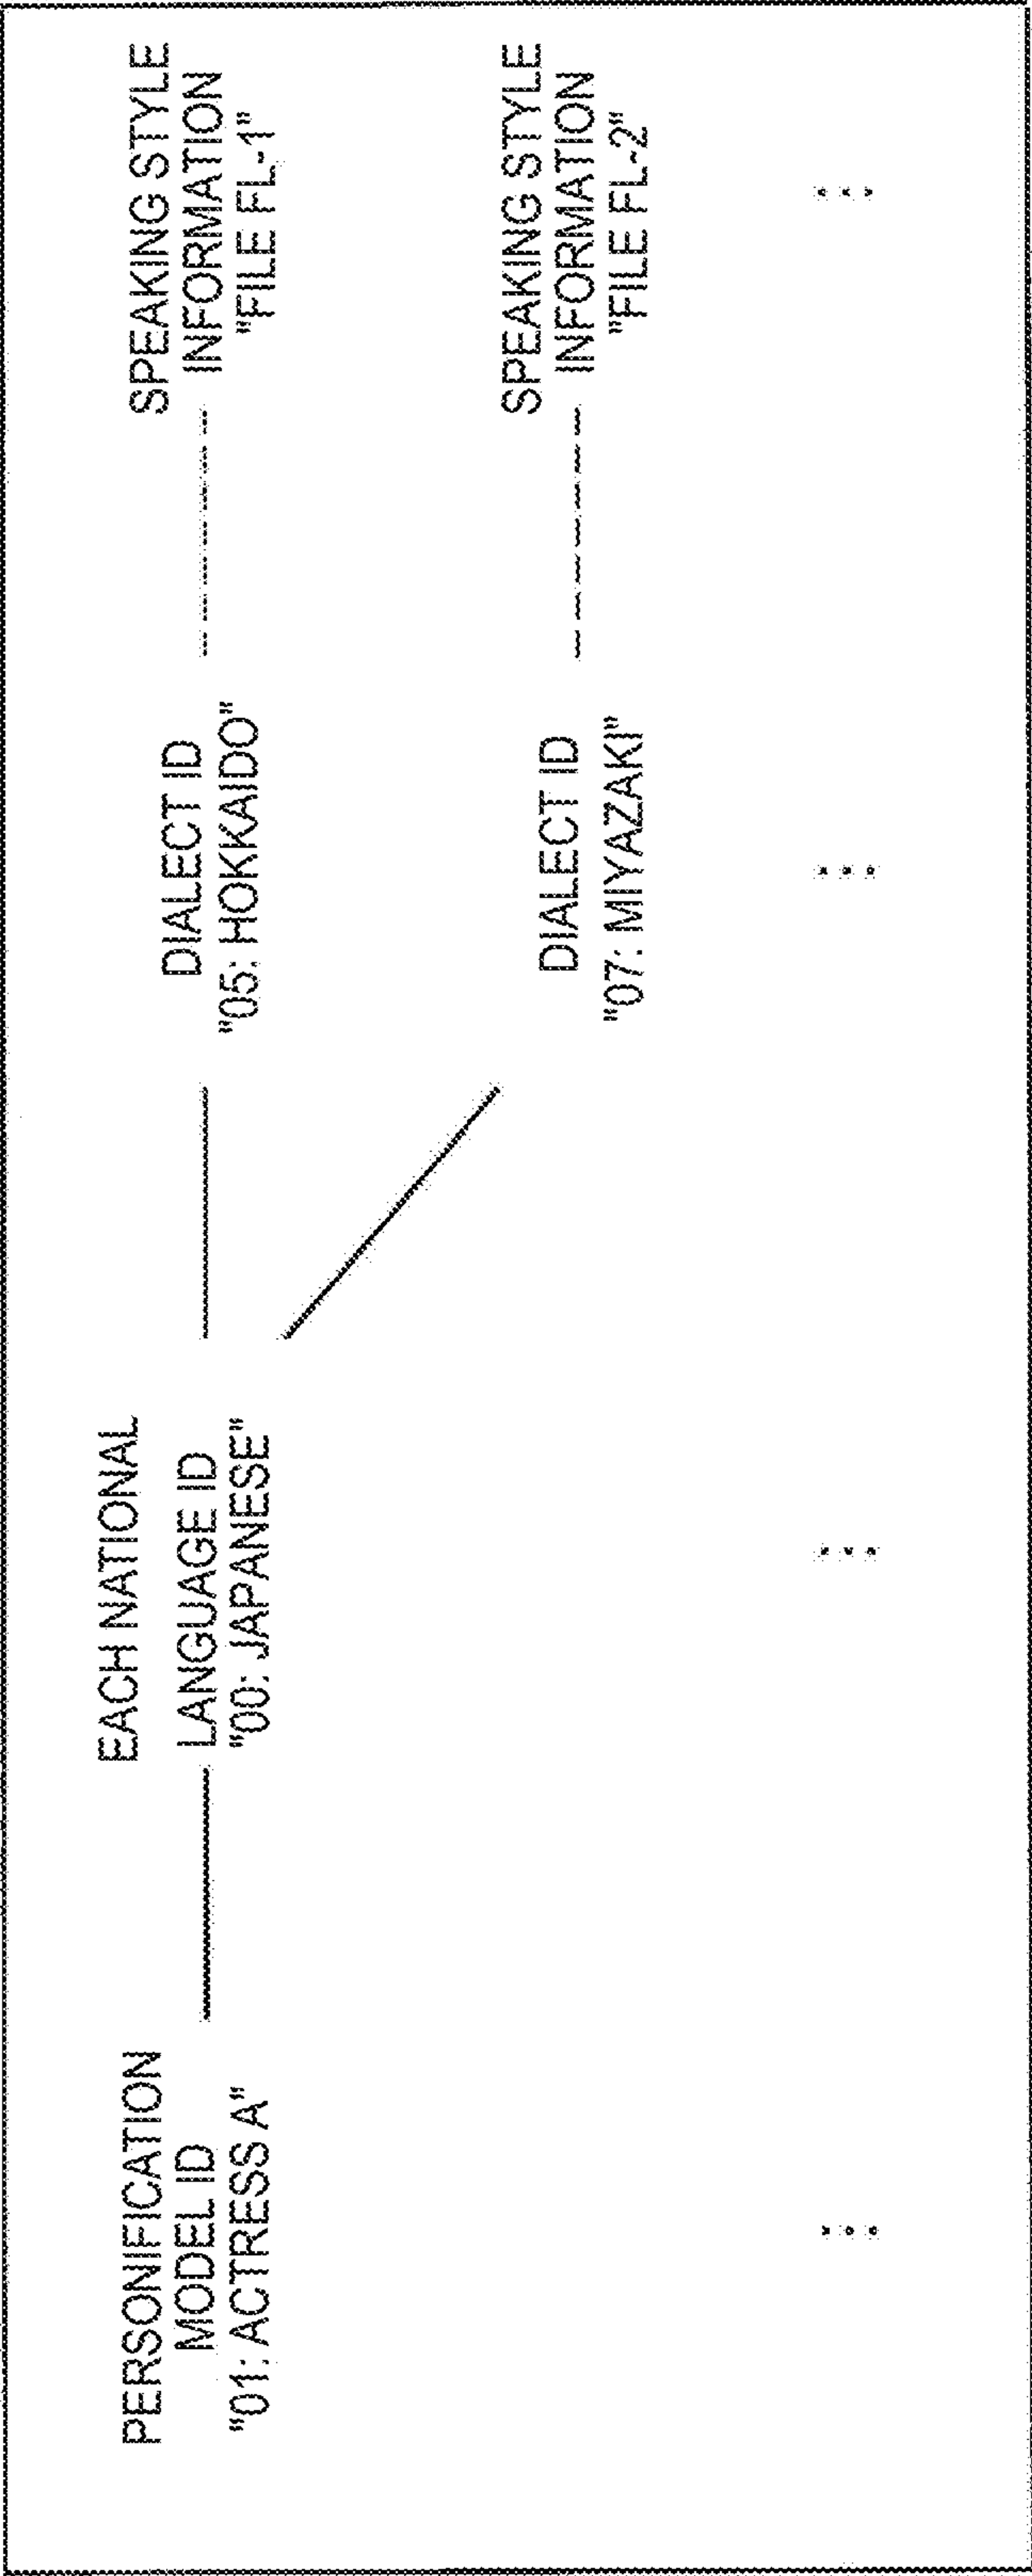 PERSONIFICATION
MODEL ID
"01: ACTRESS A"
EACH NATIONAL
LANGUAGE ID
"00: JAPANESE"
DIALECT ID
"05: HOKKAIDO"
SPEAKING STYLE
INFORMATION
"FILE FL-1"
DIALECT ID
"07: MIYAZAKI"
SPEAKING STYLE
INFORMATION
"FILE FL-2"